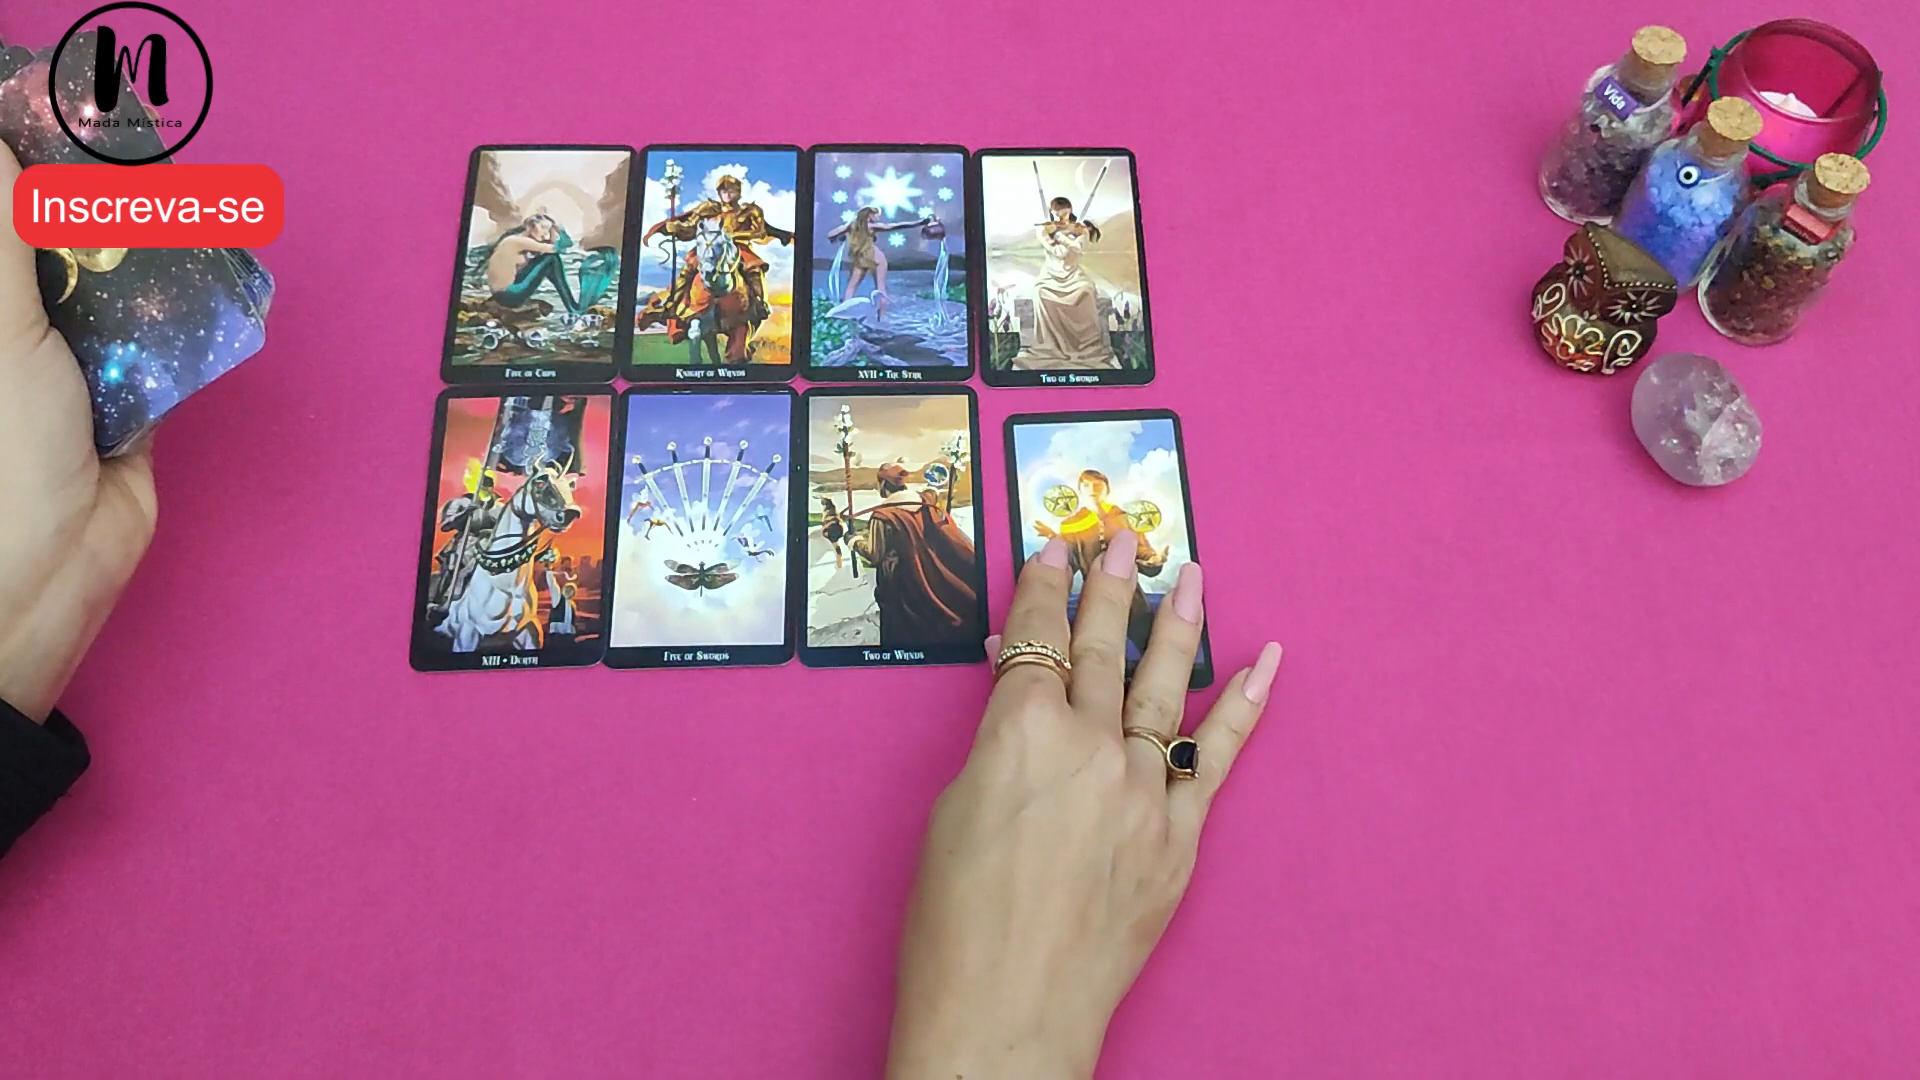 Mada Mística
Inscreva-se
Vida
Five of Cups
Knight of Wands
XVII • The Star
Two of Swords
XIII • Death
Five of Swords
Two of Wands